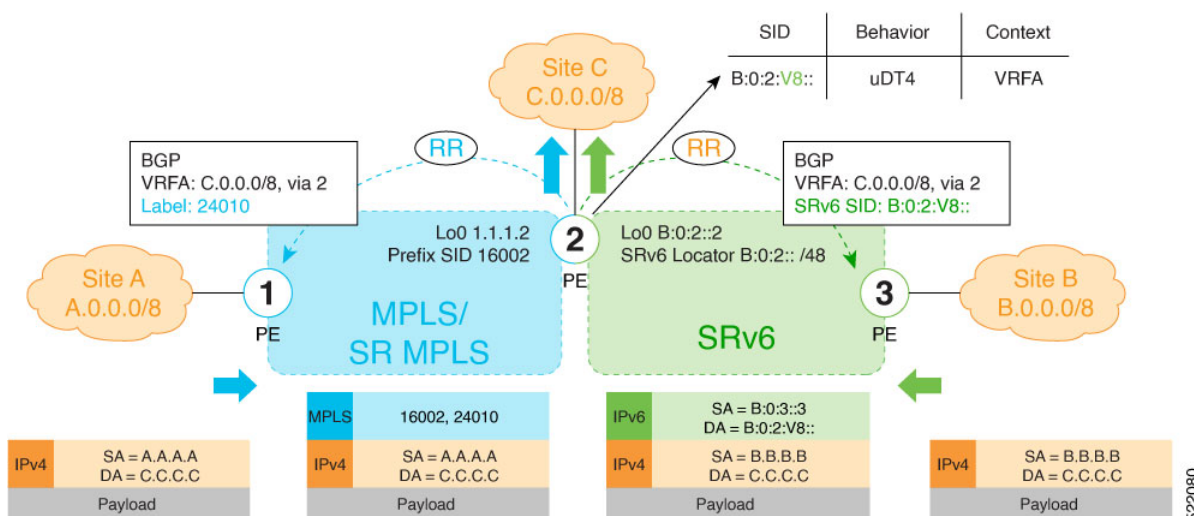 SID Behavior Context
B:0:2:V8:: uDT4 VRFA
Site C
C.0.0.0/8
RR
RR
BGP
VRFA: C.0.0.0/8, via 2
Label: 24010
BGP
VRFA: C.0.0.0/8, via 2
SRv6 SID: B:0:2:V8::
Lo0 1.1.1.2
Prefix SID 16002
2
PE
Lo0 B:0:2::2
SRv6 Locator B:0:2:: /48
Site A
A.0.0.0/8
1
PE
MPLS/
SR MPLS
SRv6
3
PE
Site B
B.0.0.0/8
MPLS 16002, 24010
IPv6 SA = B:0:3::3
DA = B:0:2:V8::
IPv4 SA = A.A.A.A
DA = C.C.C.C
Payload
IPv4 SA = A.A.A.A
DA = C.C.C.C
Payload
IPv4 SA = B.B.B.B
DA = C.C.C.C
Payload
IPv4 SA = B.B.B.B
DA = C.C.C.C
Payload